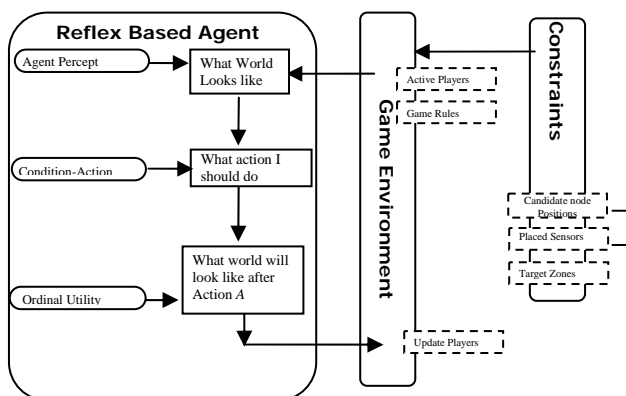 Reflex Based Agent
Agent Percept
What World
Looks like
Condition-Action
What action I
should do
What world will
look like after
Action A
Ordinal Utility
Game Environment
Active Players
Game Rules
Update Players
Constraints
Candidate node
Positions
Placed Sensors
Target Zones